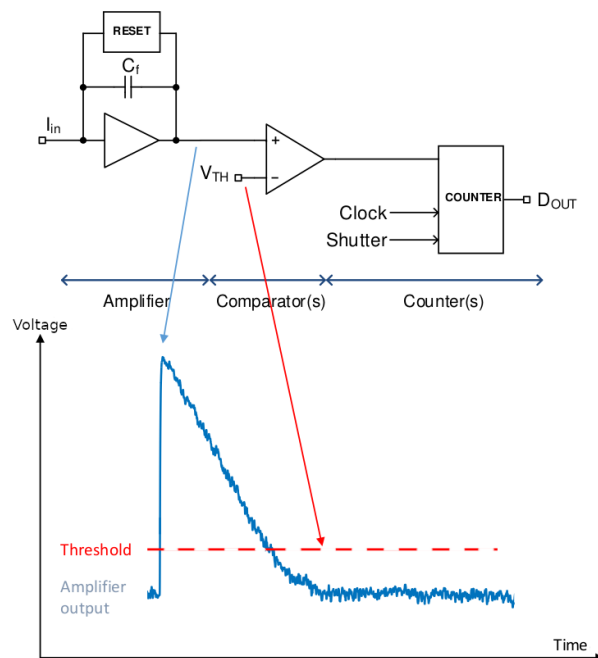 RESET
Cf
Iin
VTH
COUNTER
DOUT
Clock
Shutter
Amplifier
Comparator(s)
Counter(s)
Voltage
Threshold
Amplifier
output
Time
+
−